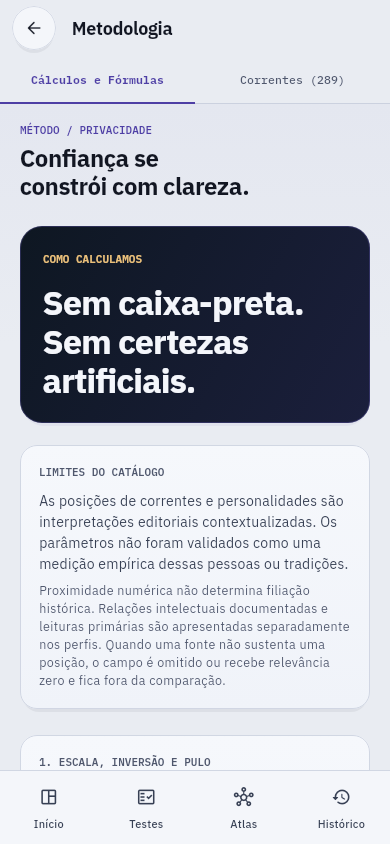 Metodologia
Cálculos e Fórmulas
Correntes (289)
MÉTODO / PRIVACIDADE
Confiança se
constrói com clareza.
COMO CALCULAMOS
Sem caixa-preta.
Sem certezas
artificiais.
LIMITES DO CATÁLOGO
As posições de correntes e personalidades são
interpretações editoriais contextualizadas. Os
parâmetros não foram validados como uma
medição empírica dessas pessoas ou tradições.
Proximidade numérica não determina filiação
histórica. Relações intelectuais documentadas e
leituras primárias são apresentadas separadamente
nos perfis. Quando uma fonte não sustenta uma
posição, o campo é omitido ou recebe relevância
zero e fica fora da comparação.
1. ESCALA, INVERSÃO E PULO
Início
Testes
Atlas
Histórico